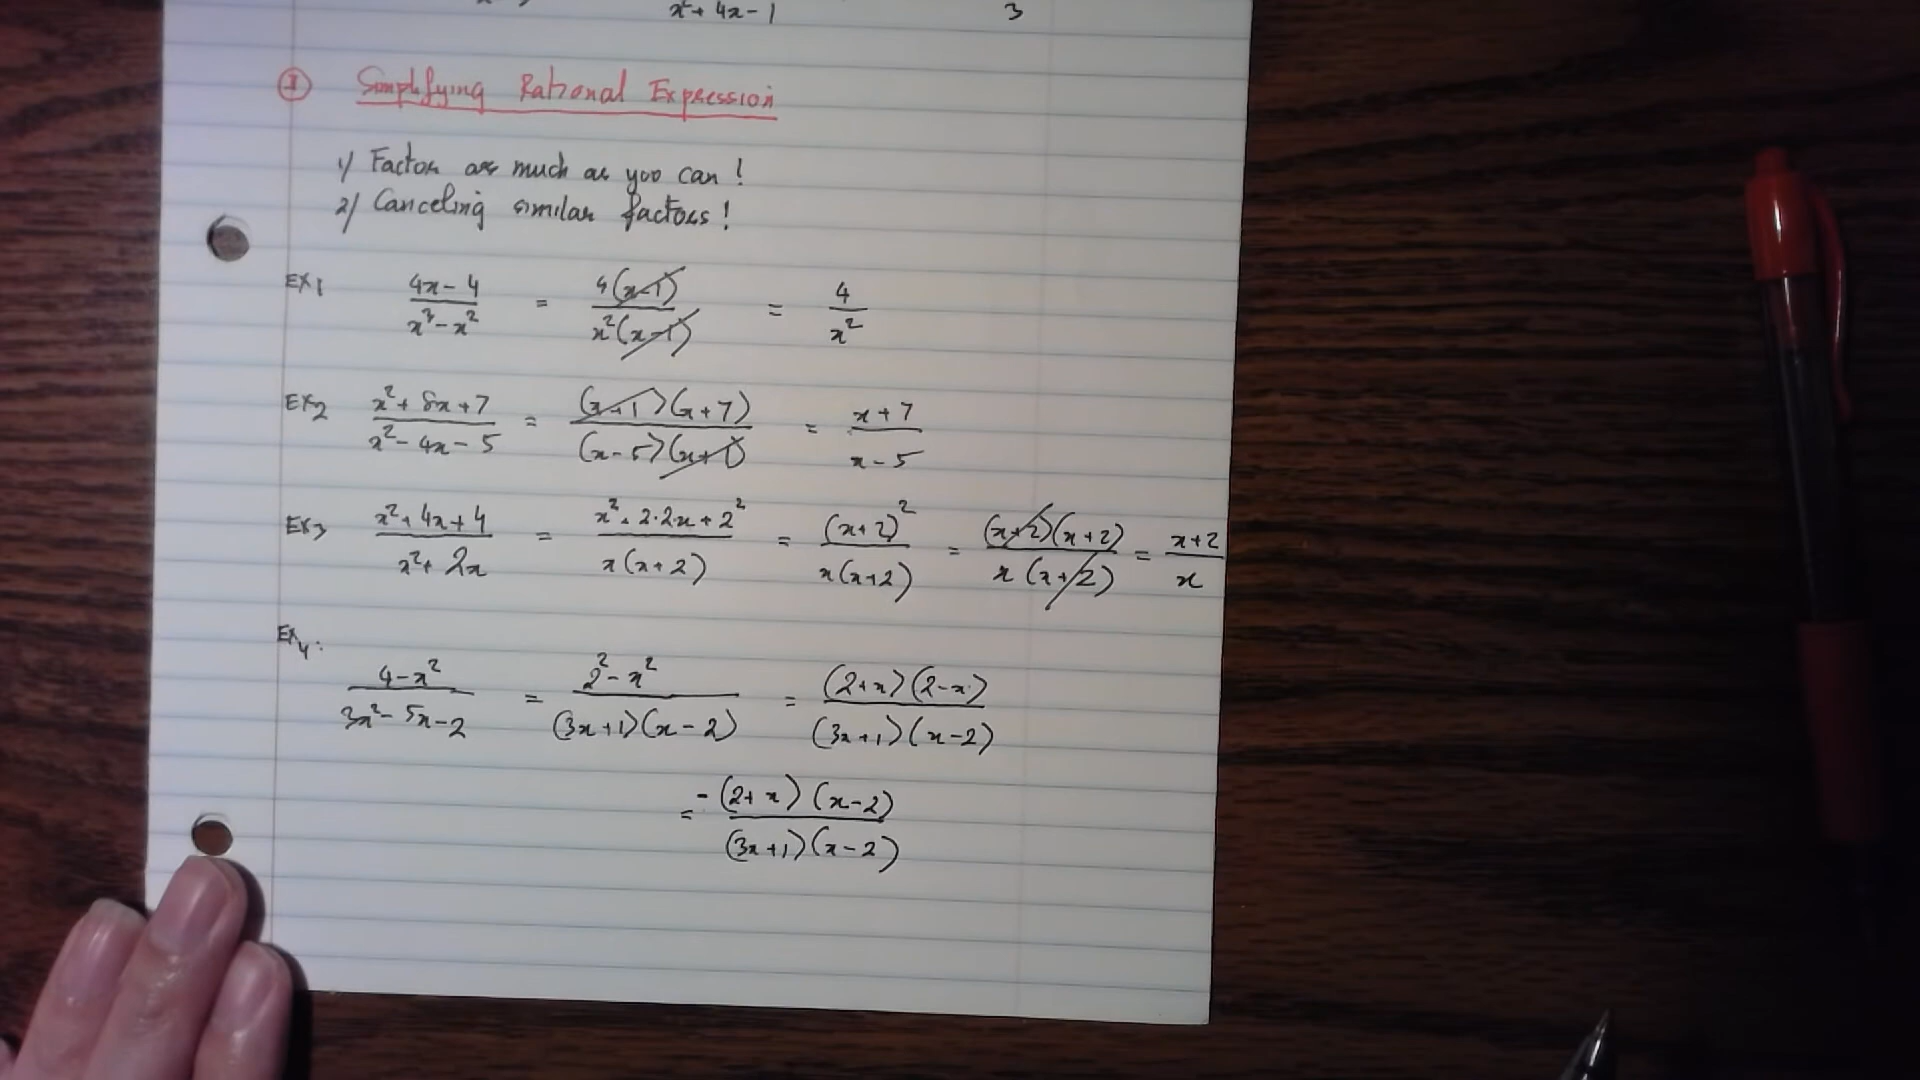 x² + 4x - 1 3
I Simplifying Rational Expression
1) Factor as much as you can !
2) Canceling similar factors !
EX1 (4x - 4)/(x³ - x²) = 4(x-1)/(x²(x-1)) = 4/x²
EX2 (x² + 8x + 7)/(x² - 4x - 5) = (x+1)(x+7)/((x-5)(x+1)) = (x+7)/(x-5)
EX3 (x² + 4x + 4)/(x² + 2x) = (x² + 2·2x + 2²)/(x(x+2)) = (x+2)²/(x(x+2)) = (x+2)(x+2)/(x(x+2)) = (x+2)/x
EX4:
(4 - x²)/(3x² - 5x - 2) = (2² - x²)/((3x+1)(x-2)) = (2+x)(2-x)/((3x+1)(x-2))
= -(2+x)(x-2)/((3x+1)(x-2))